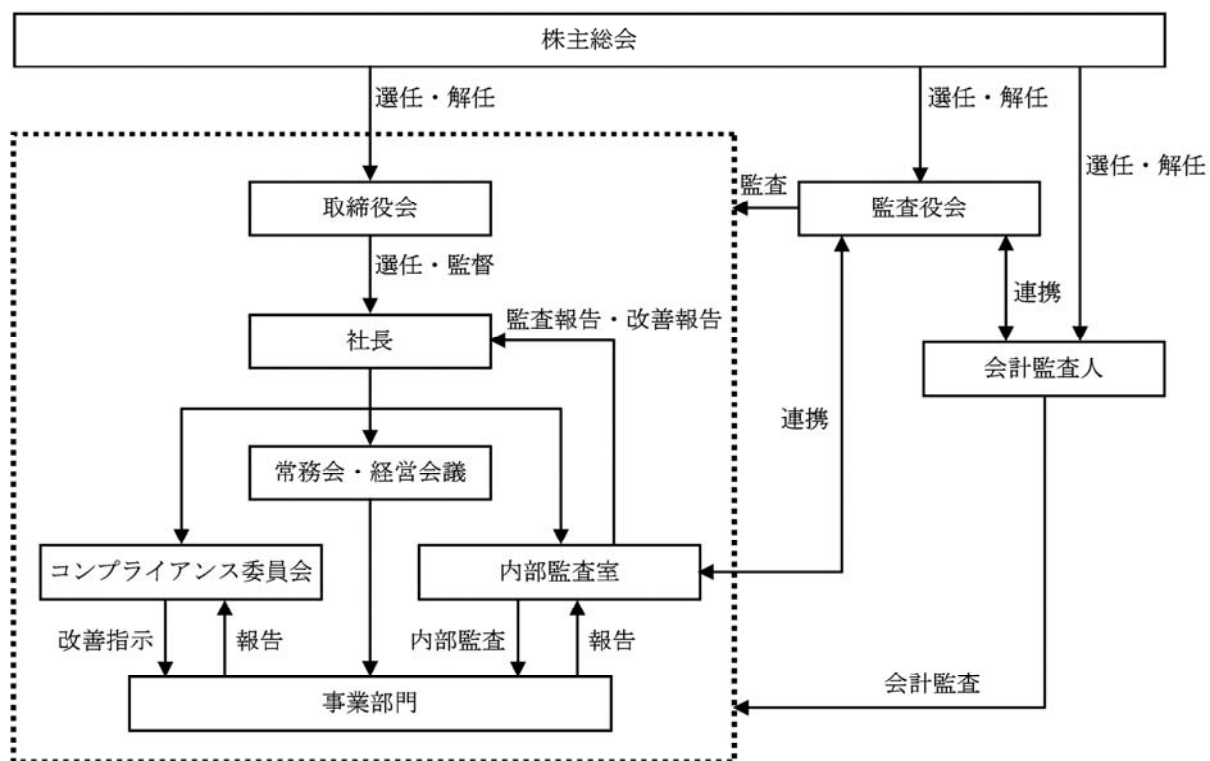 株主総会
選任・解任
選任・解任
選任・解任
取締役会
監査
監査役会
選任・監督
連携
社長
監査報告・改善報告
会計監査人
連携
常務会・経営会議
コンプライアンス委員会
内部監査室
改善指示
報告
内部監査
報告
会計監査
事業部門